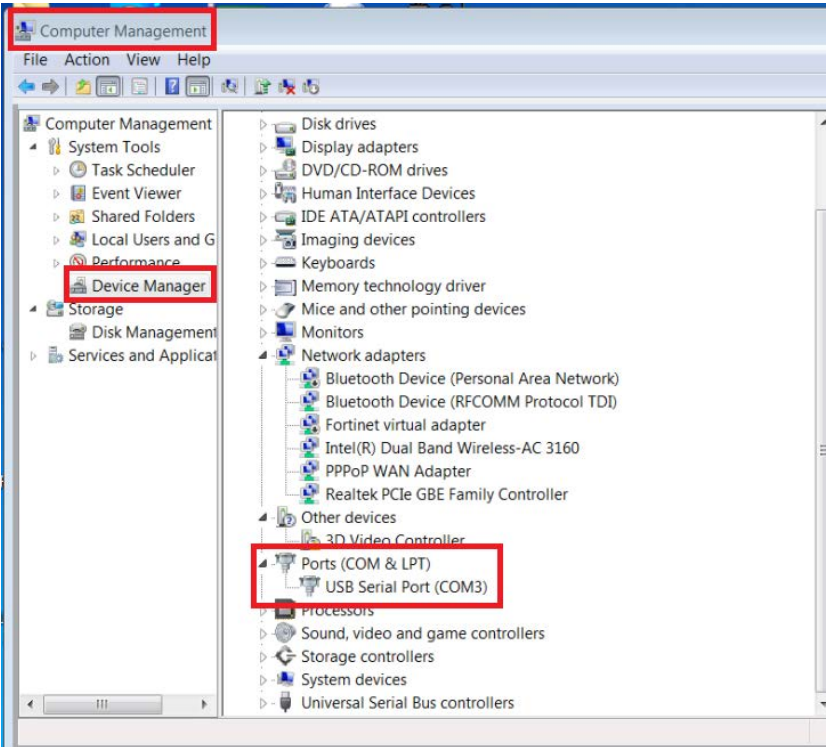 Computer Management
File Action View Help
Computer Management
System Tools
Task Scheduler
Event Viewer
Shared Folders
Local Users and G
Performance
Device Manager
Storage
Disk Management
Services and Applicat
Disk drives
Display adapters
DVD/CD-ROM drives
Human Interface Devices
IDE ATA/ATAPI controllers
Imaging devices
Keyboards
Memory technology driver
Mice and other pointing devices
Monitors
Network adapters
Bluetooth Device (Personal Area Network)
Bluetooth Device (RFCOMM Protocol TDI)
Fortinet virtual adapter
Intel(R) Dual Band Wireless-AC 3160
PPPoP WAN Adapter
Realtek PCIe GBE Family Controller
Other devices
3D Video Controller
Ports (COM & LPT)
USB Serial Port (COM3)
Processors
Sound, video and game controllers
Storage controllers
System devices
Universal Serial Bus controllers